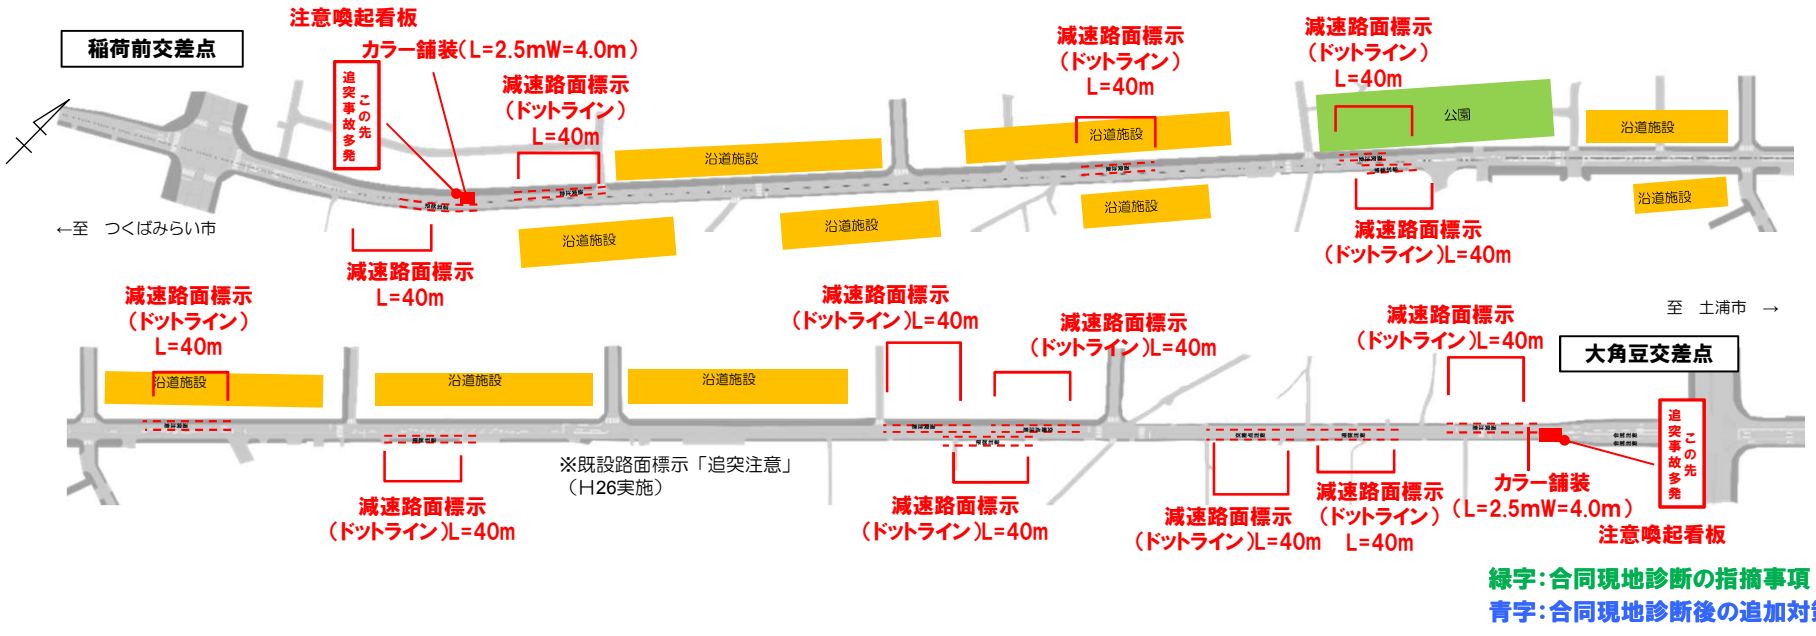 稲荷前交差点
注意喚起看板
カラー舗装(L=2.5mW=4.0m)
この先
追突事故多発
減速路面標示
(ドットライン)
L=40m
減速路面標示
(ドットライン)
L=40m
減速路面標示
(ドットライン)
L=40m
公園
沿道施設
沿道施設
沿道施設
沿道施設
沿道施設
沿道施設
沿道施設
←至 つくばみらい市
減速路面標示
L=40m
減速路面標示
(ドットライン)L=40m
減速路面標示
(ドットライン)
L=40m
減速路面標示
(ドットライン)L=40m
減速路面標示
(ドットライン)L=40m
減速路面標示
(ドットライン)L=40m
至 土浦市 →
大角豆交差点
沿道施設
沿道施設
沿道施設
この先
追突事故多発
※既設路面標示「追突注意」
(H26実施)
減速路面標示
(ドットライン)L=40m
減速路面標示
(ドットライン)L=40m
減速路面標示
(ドットライン)L=40m
減速路面標示
(ドットライン)
L=40m
カラー舗装
(L=2.5mW=4.0m)
注意喚起看板
緑字:合同現地診断の指摘事項
青字:合同現地診断後の追加対